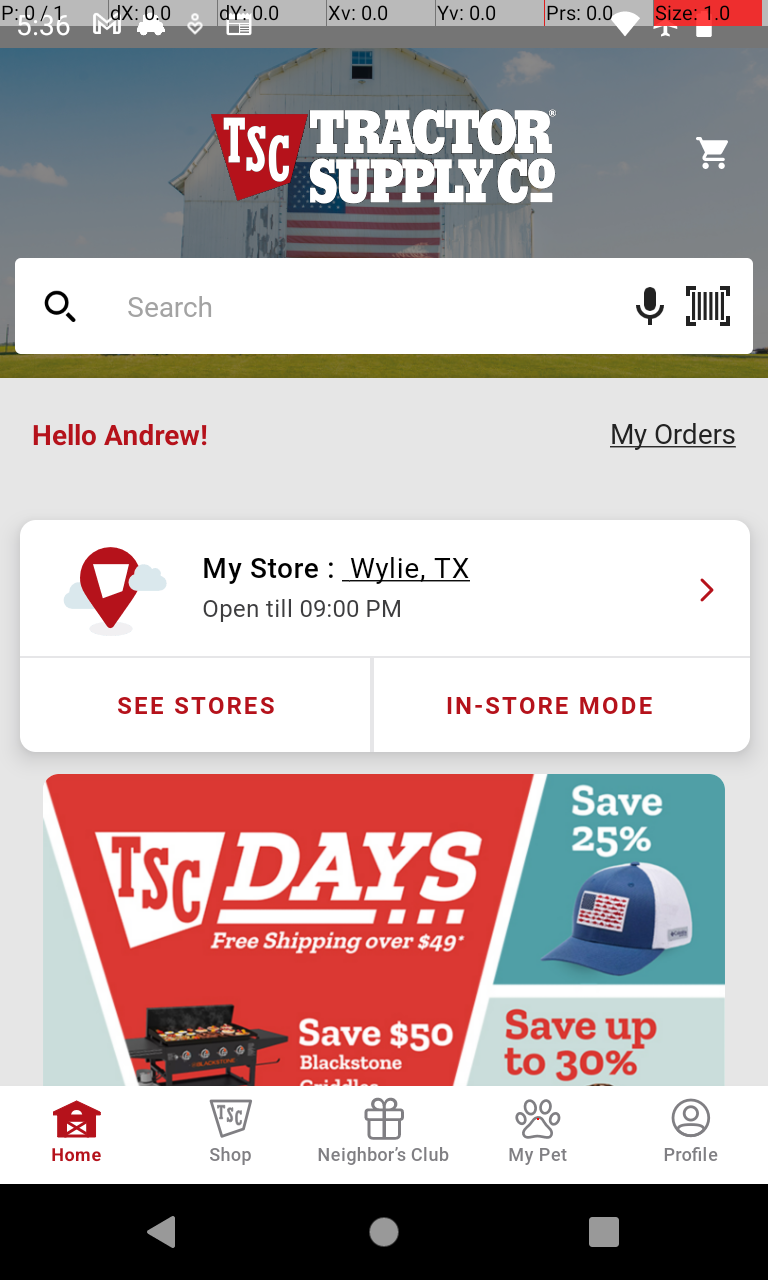 P: 0 / 1 dX: 0.0 dY: 0.0 Xv: 0.0 Yv: 0.0 Prs: 0.0 Size: 1.0
5:36
TSC TRACTOR SUPPLY CO
Search
Hello Andrew!
My Orders
My Store : Wylie, TX
Open till 09:00 PM
SEE STORES
IN-STORE MODE
TSC DAYS
Free Shipping over $49*
Save
25%
Save $50
Blackstone
Griddles
Save up
to 30%
Home
Shop
Neighbor's Club
My Pet
Profile